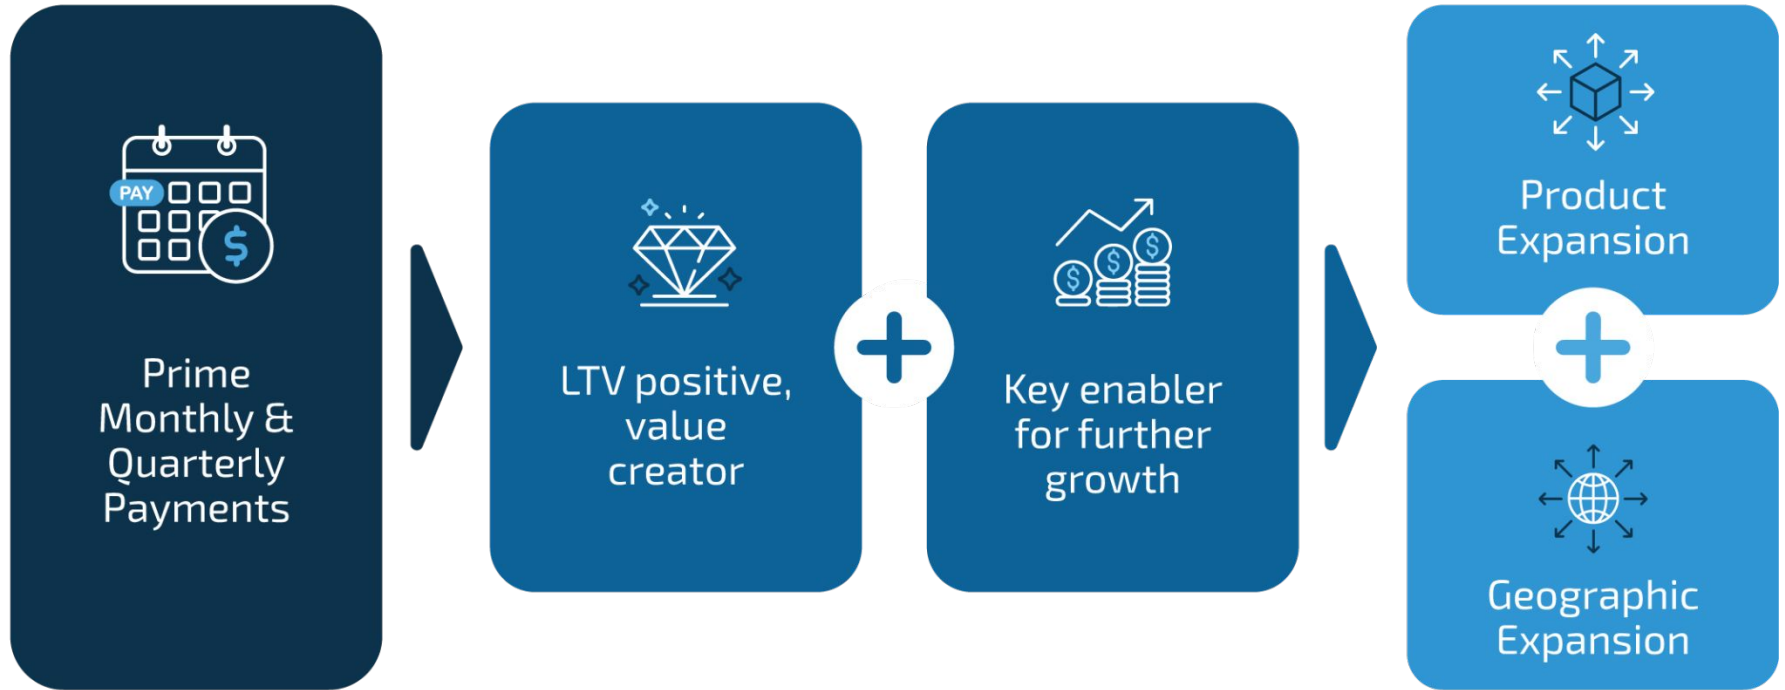 PAY
$
Prime
Monthly &
Quarterly
Payments
LTV positive,
value
creator
$ $ $
Key enabler
for further
growth
Product
Expansion
Geographic
Expansion